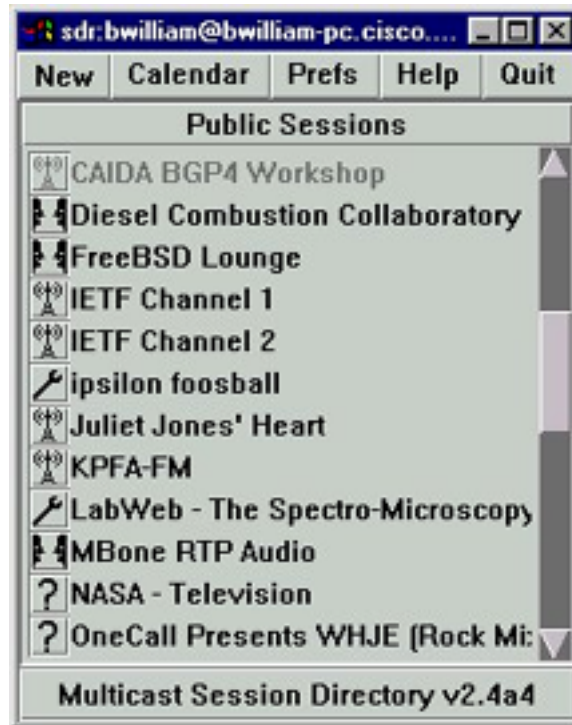 sdr:bwilliam@bwilliam-pc.cisco....
New Calendar Prefs Help Quit
Public Sessions
CAIDA BGP4 Workshop
Diesel Combustion Collaboratory
FreeBSD Lounge
IETF Channel 1
IETF Channel 2
ipsilon foosball
Juliet Jones' Heart
KPFA-FM
LabWeb - The Spectro-Microscopy
MBone RTP Audio
? NASA - Television
? OneCall Presents WHJE (Rock Mi:
Multicast Session Directory v2.4a4